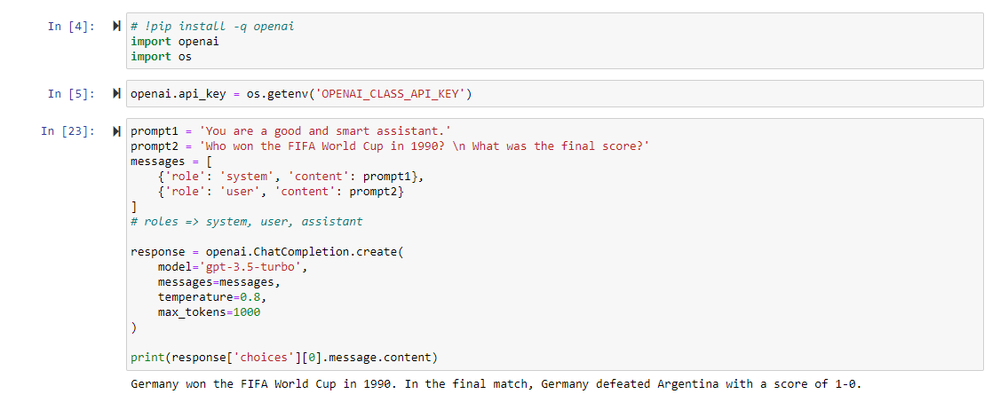 In [4]: # !pip install -q openai
import openai
import os
In [5]: openai.api_key = os.getenv('OPENAI_CLASS_API_KEY')
In [23]: prompt1 = 'You are a good and smart assistant.'
prompt2 = 'Who won the FIFA World Cup in 1990? \n What was the final score?'
messages = [
    {'role': 'system', 'content': prompt1},
    {'role': 'user', 'content': prompt2}
]
# roles => system, user, assistant

response = openai.ChatCompletion.create(
    model='gpt-3.5-turbo',
    messages=messages,
    temperature=0.8,
    max_tokens=1000
)

print(response['choices'][0].message.content)
Germany won the FIFA World Cup in 1990. In the final match, Germany defeated Argentina with a score of 1-0.